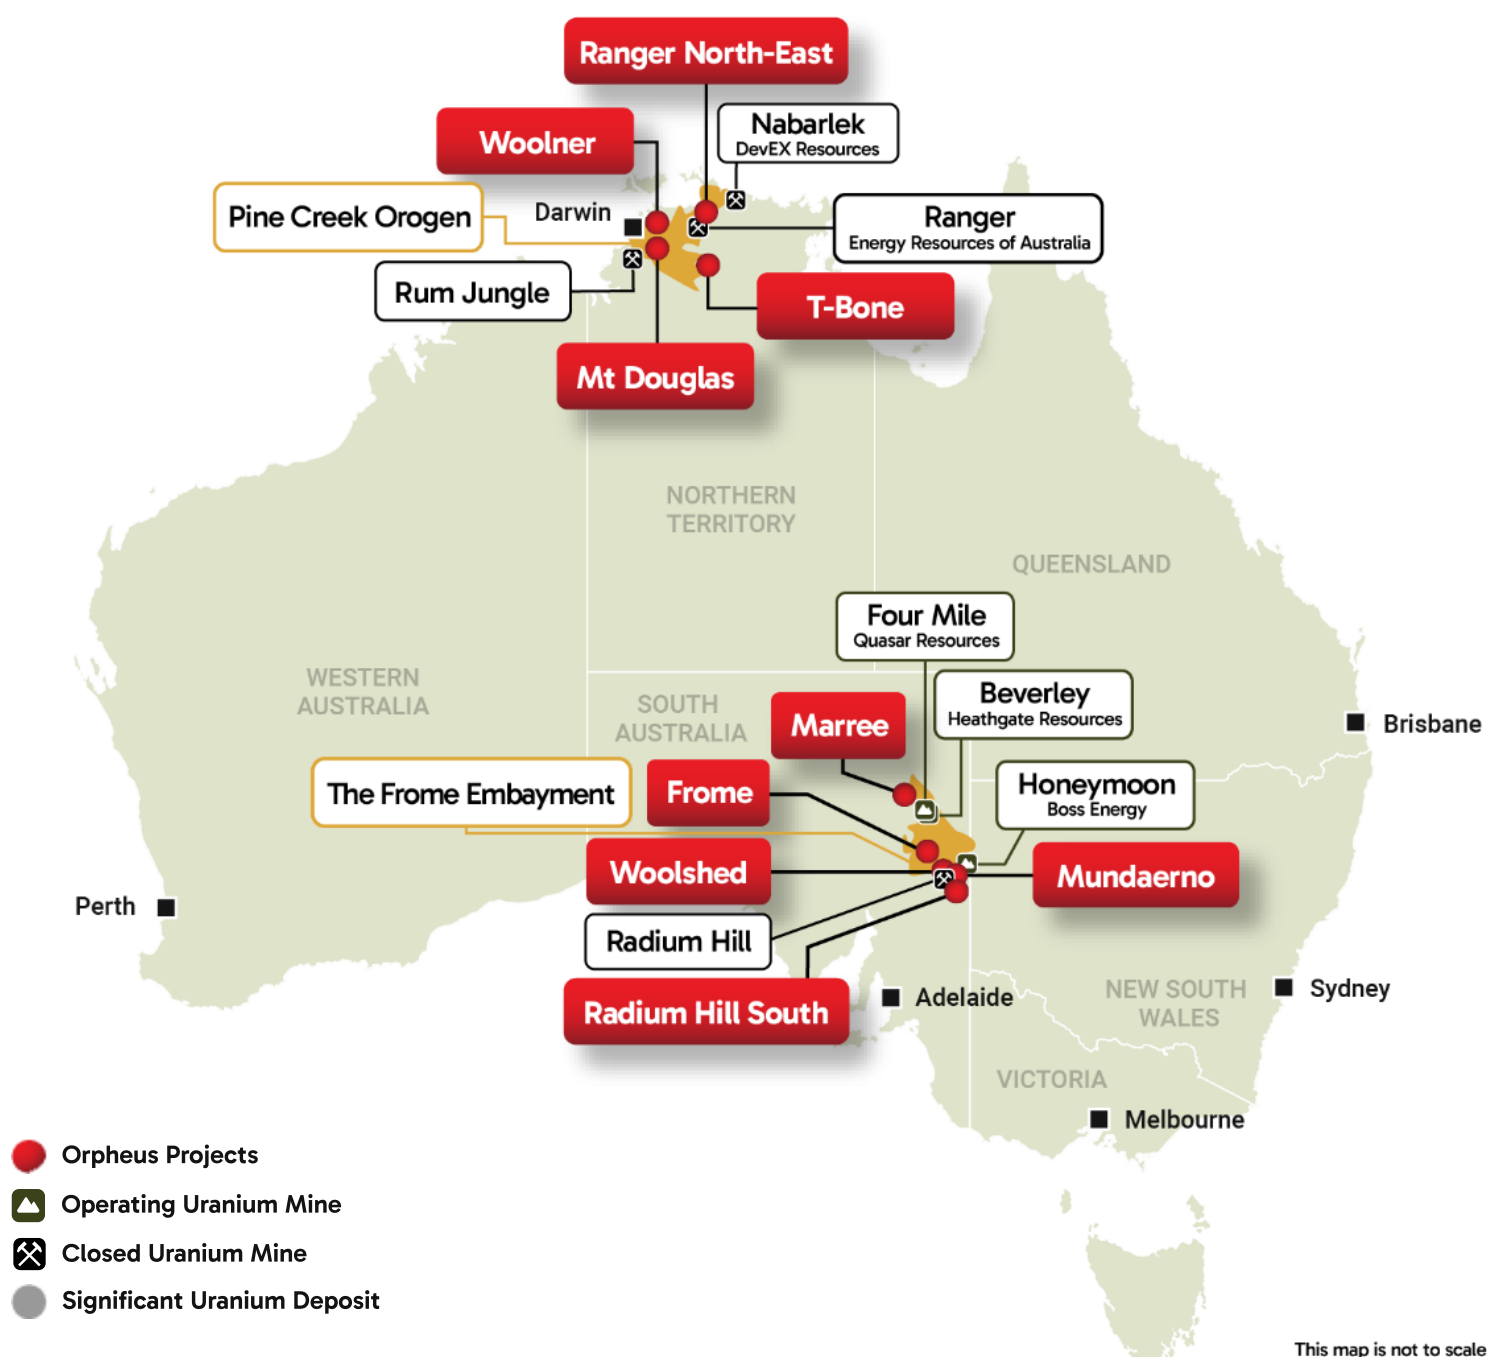 Ranger North-East
Nabarlek
DevEX Resources
Woolner
Pine Creek Orogen
Darwin
Ranger
Energy Resources of Australia
Rum Jungle
T-Bone
Mt Douglas
NORTHERN
TERRITORY
QUEENSLAND
Four Mile
Quasar Resources
WESTERN
AUSTRALIA
SOUTH
AUSTRALIA
Marree
Beverley
Heathgate Resources
Brisbane
The Frome Embayment
Frome
Honeymoon
Boss Energy
Woolshed
Mundaerno
Perth
Radium Hill
Radium Hill South
Adelaide
NEW SOUTH
WALES
Sydney
VICTORIA
Melbourne
Orpheus Projects
Operating Uranium Mine
Closed Uranium Mine
Significant Uranium Deposit
This map is not to scale